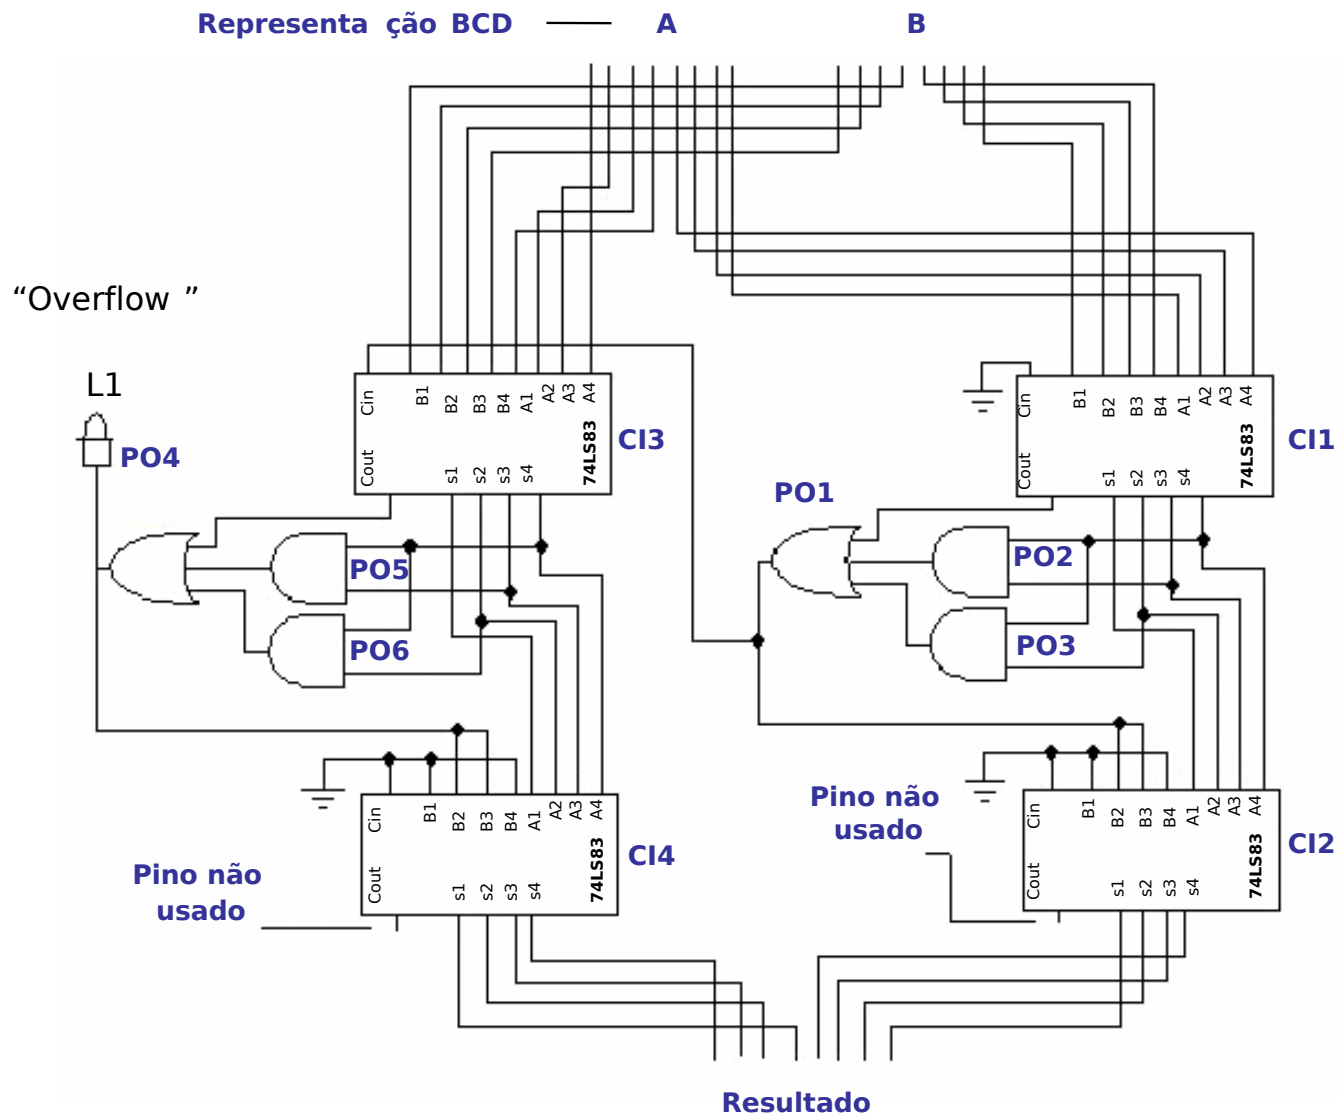 Representa ção BCD A B
“Overflow ”
L1
PO4
Cin B1 B2 B3 B4 A1 A2 A3 A4
Cout s1 s2 s3 s4 74LS83
CI3
Cin B1 B2 B3 B4 A1 A2 A3 A4
Cout s1 s2 s3 s4 74LS83
CI1
PO1
PO5
PO6
PO2
PO3
Cin B1 B2 B3 B4 A1 A2 A3 A4
Cout s1 s2 s3 s4 74LS83
CI4
Pino não
usado
Pino não
usado
Cin B1 B2 B3 B4 A1 A2 A3 A4
Cout s1 s2 s3 s4 74LS83
CI2
Resultado